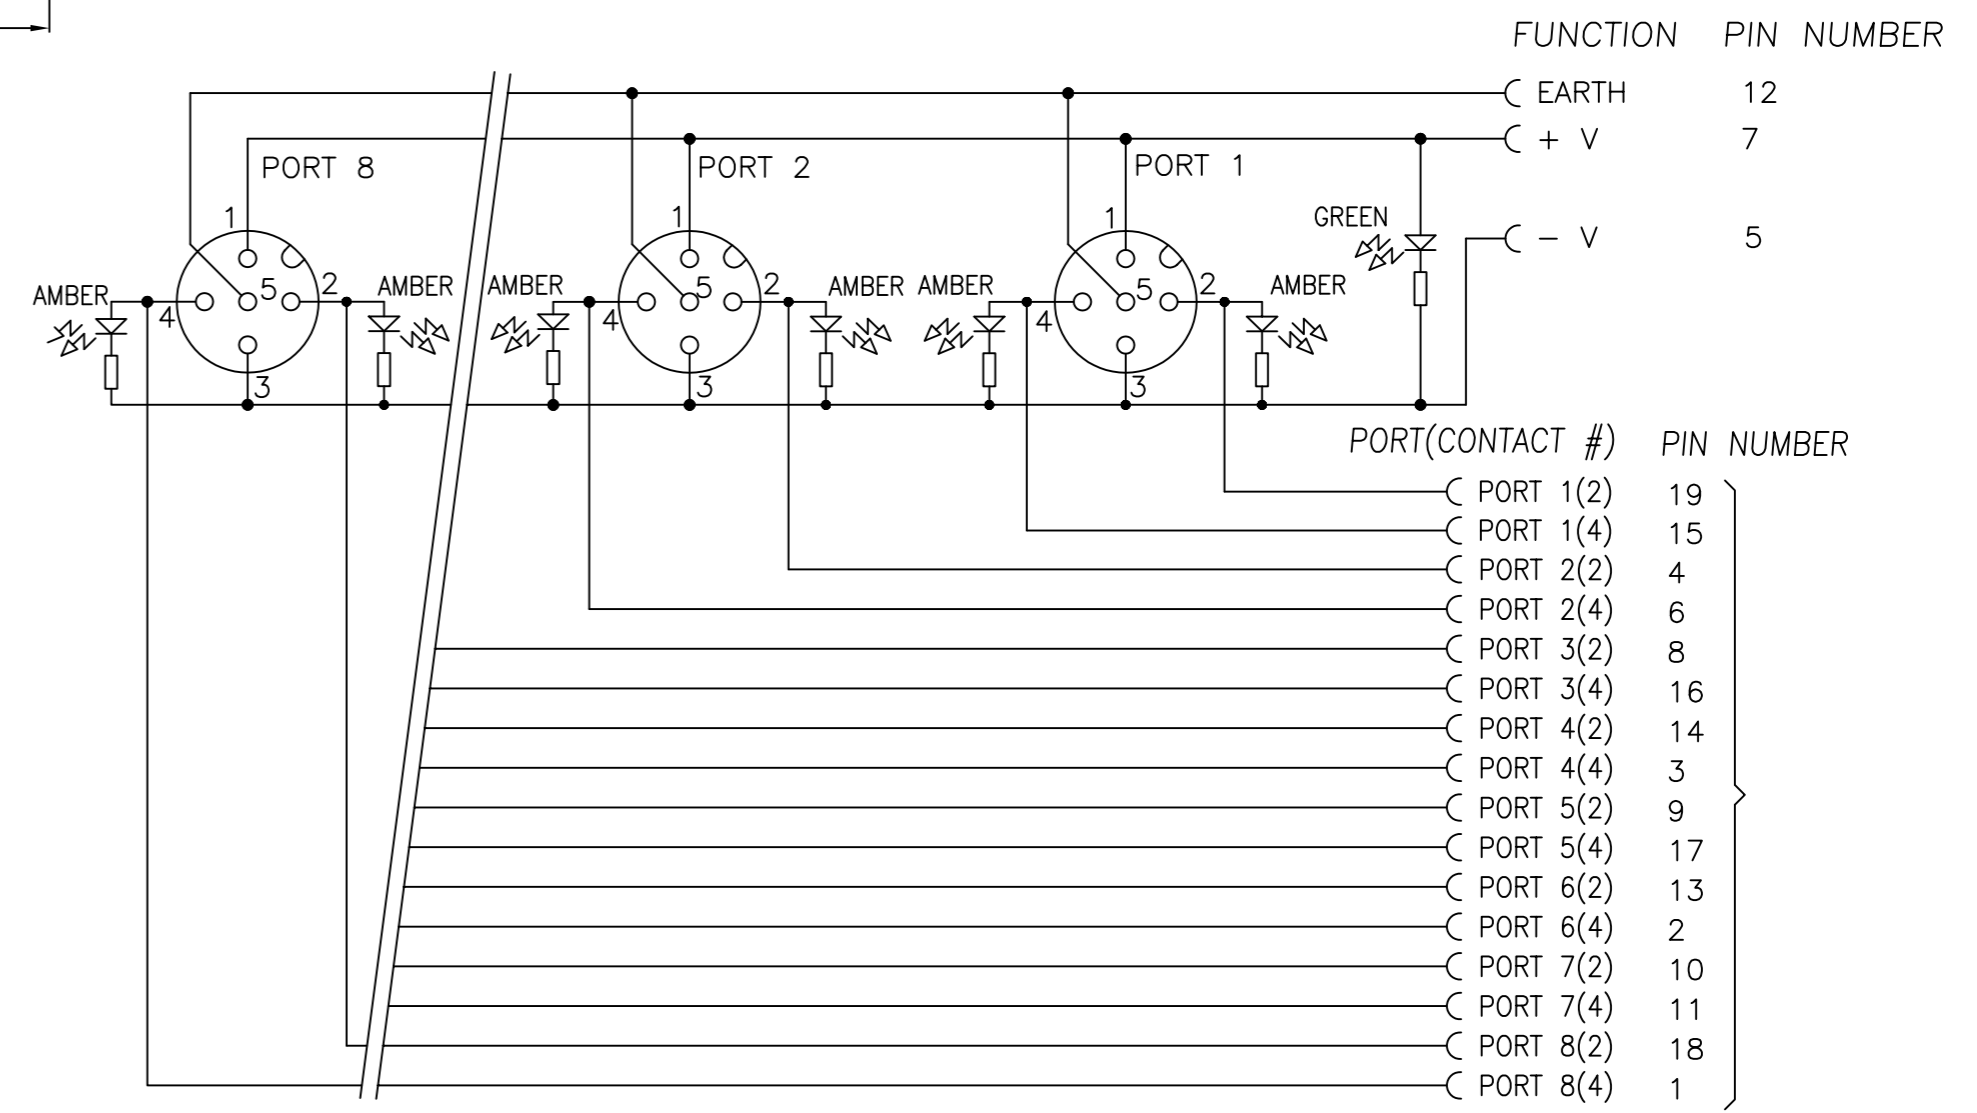 FUNCTION PIN NUMBER
EARTH 12
+ V 7
PORT 8 PORT 2 PORT 1
1 1 1 GREEN
- V 5
AMBER 4 5 2 AMBER AMBER 4 5 2 AMBER AMBER 4 5 2 AMBER
3 3 3
PORT(CONTACT #) PIN NUMBER
PORT 1(2) 19
PORT 1(4) 15
PORT 2(2) 4
PORT 2(4) 6
PORT 3(2) 8
PORT 3(4) 16
PORT 4(2) 14
PORT 4(4) 3
PORT 5(2) 9
PORT 5(4) 17
PORT 6(2) 13
PORT 6(4) 2
PORT 7(2) 10
PORT 7(4) 11
PORT 8(2) 18
PORT 8(4) 1